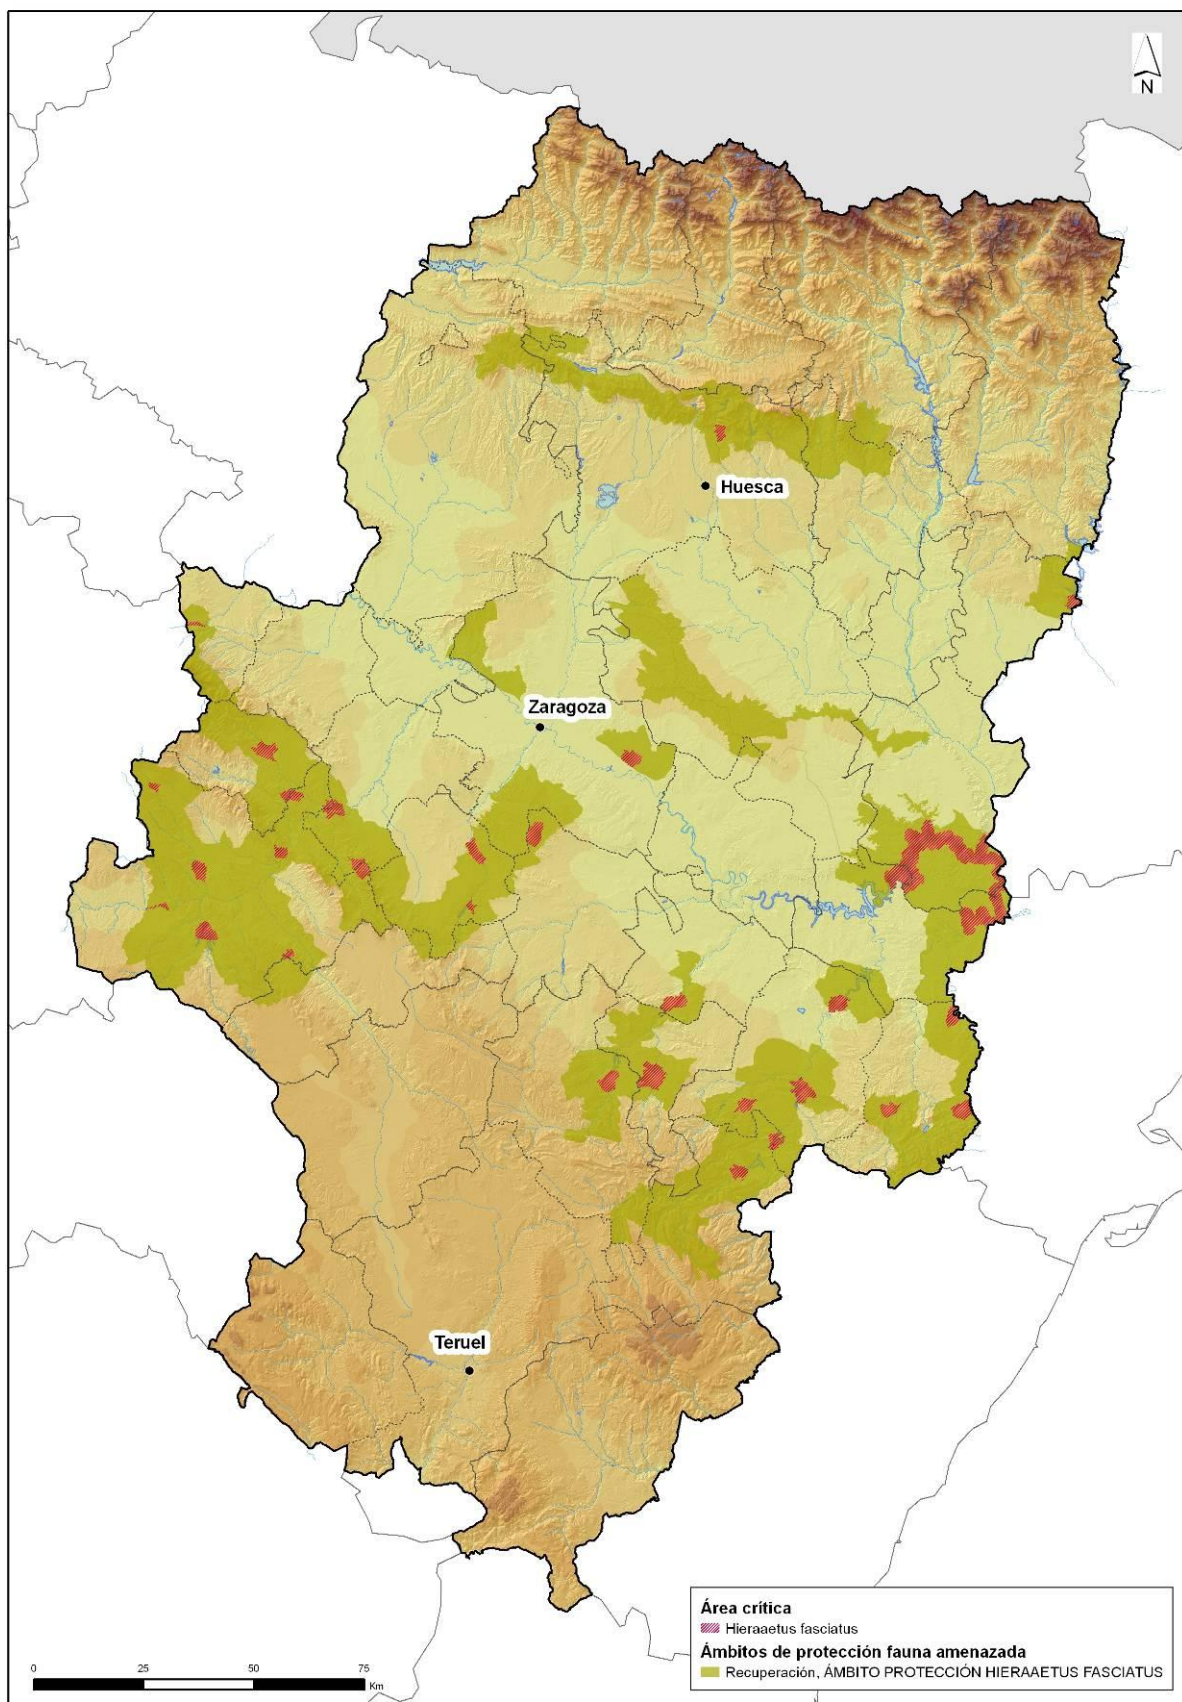 N
Huesca
Zaragoza
Teruel
Área crítica
Hieraaetus fasciatus
Ámbitos de protección fauna amenazada
Recuperación, ÁMBITO PROTECCIÓN HIERAAETUS FASCIATUS
0 25 50 75
Km